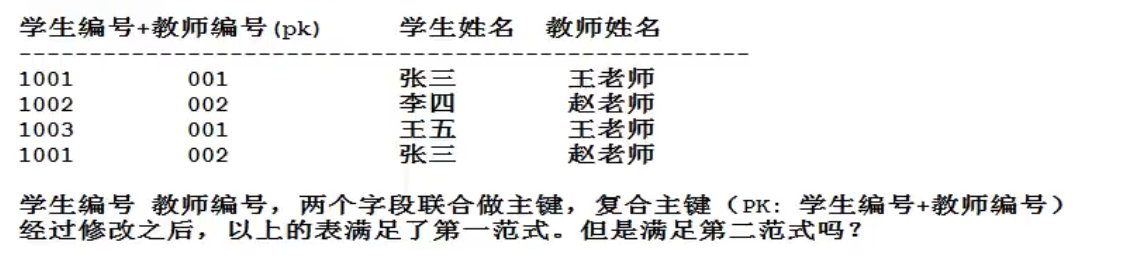 学生编号+教师编号(pk) 学生姓名 教师姓名
----------------------------------------------------
1001 001 张三 王老师
1002 002 李四 赵老师
1003 001 王五 王老师
1001 002 张三 赵老师
学生编号 教师编号，两个字段联合做主键，复合主键（PK: 学生编号+教师编号）
经过修改之后，以上的表满足了第一范式。但是满足第二范式吗？